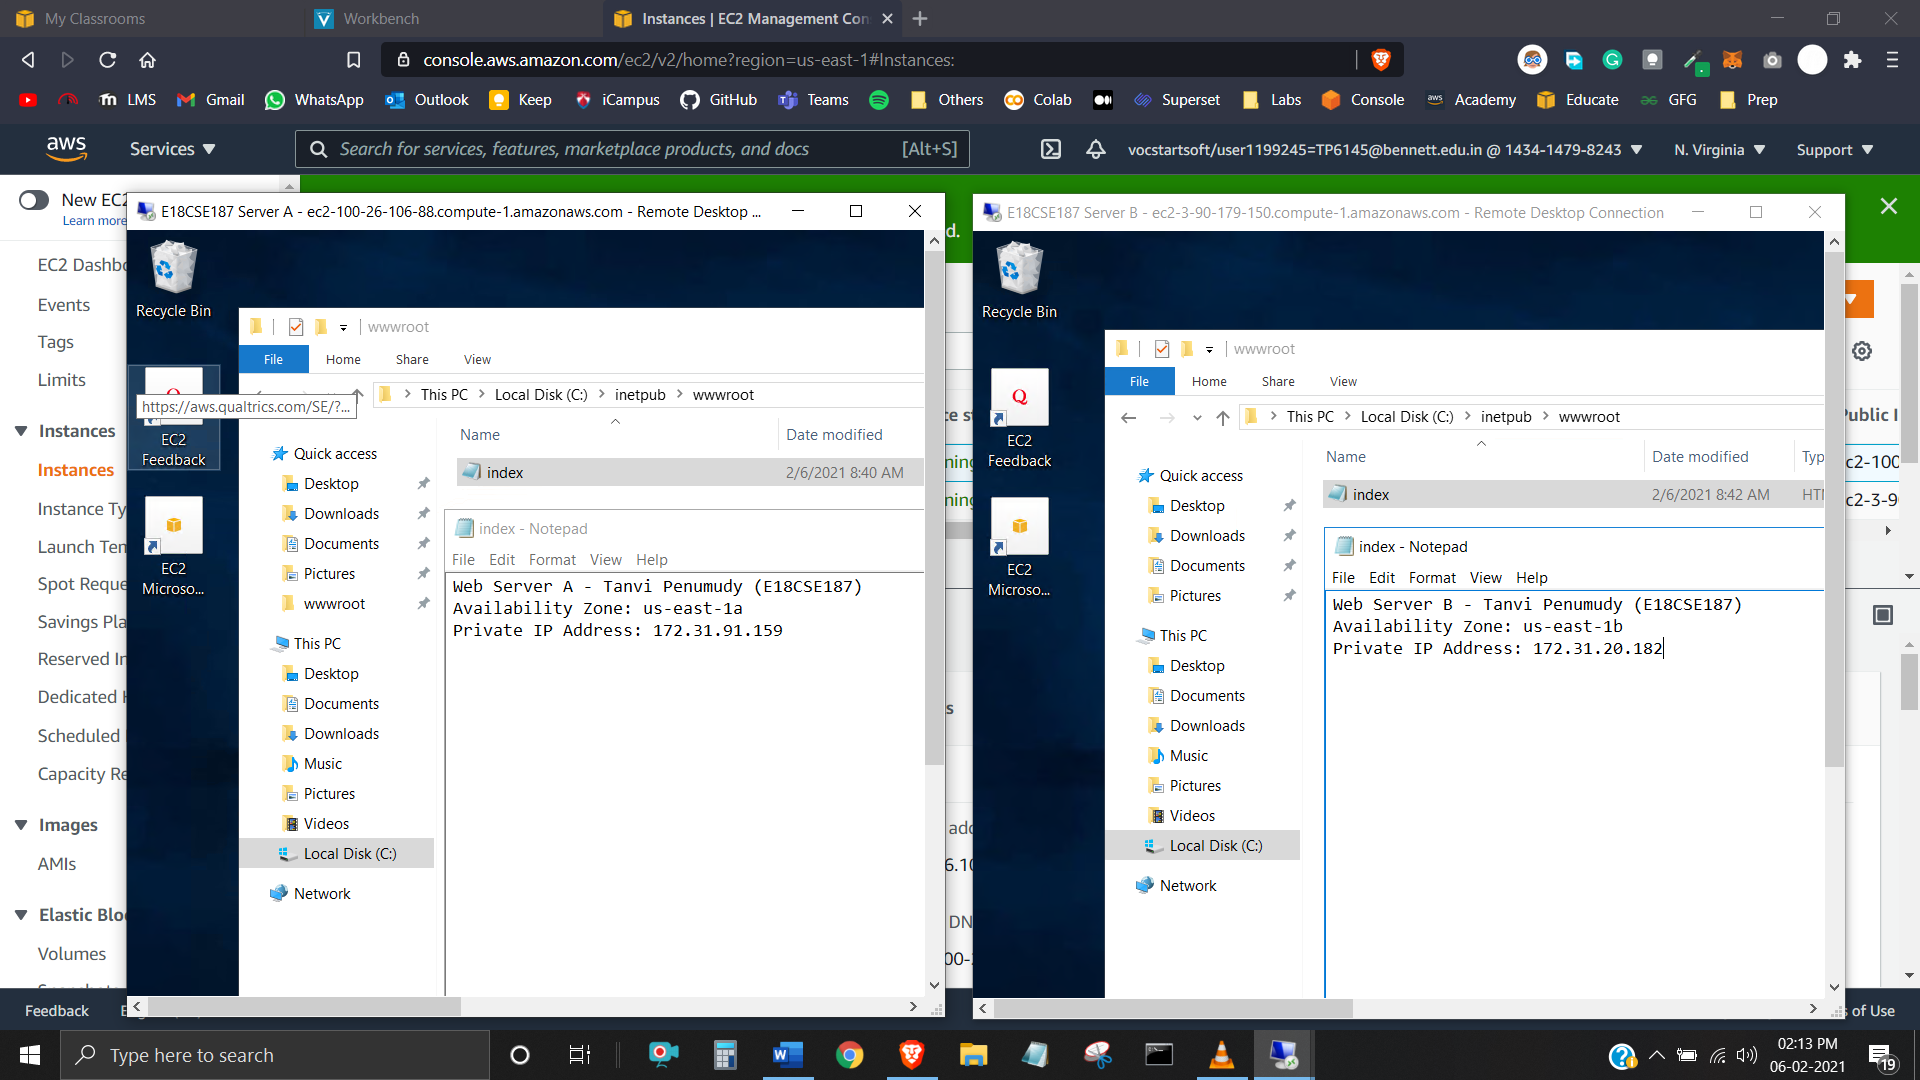 My Classrooms
Workbench
Instances | EC2 Management Con
console.aws.amazon.com/ec2/v2/home?region=us-east-1#Instances:
LMS Gmail WhatsApp Outlook Keep iCampus GitHub Teams Others Colab Superset Labs Console Academy Educate GFG Prep
aws Services Search for services, features, marketplace products, and docs [Alt+S] vocstartsoft/user1199245=TP6145@bennett.edu.in @ 1434-1479-8243 N. Virginia Support
New EC2
Learn more
EC2 Dashbo
Events
Tags
Limits
Instances
Instances
Instance Ty
Launch Tem
Spot Reque
Savings Pla
Reserved In
Dedicated H
Scheduled
Capacity Re
Images
AMIs
Elastic Bloc
Volumes
Feedback
E18CSE187 Server A - ec2-100-26-106-88.compute-1.amazonaws.com - Remote Desktop ...
Recycle Bin
https://aws.qualtrics.com/SE/?...
EC2
Feedback
EC2
Microso...
wwwroot
File Home Share View
This PC Local Disk (C:) inetpub wwwroot
Name Date modified
index 2/6/2021 8:40 AM
Quick access
Desktop
Downloads
Documents
Pictures
wwwroot
This PC
Desktop
Documents
Downloads
Music
Pictures
Videos
Local Disk (C:)
Network
index - Notepad
File Edit Format View Help
Web Server A - Tanvi Penumudy (E18CSE187)
Availability Zone: us-east-1a
Private IP Address: 172.31.91.159
d.
E18CSE187 Server B - ec2-3-90-179-150.compute-1.amazonaws.com - Remote Desktop Connection
Recycle Bin
EC2
Feedback
EC2
Microso...
wwwroot
File Home Share View
This PC Local Disk (C:) inetpub wwwroot
Name Date modified Typ
index 2/6/2021 8:42 AM HTM
Quick access
Desktop
Downloads
Documents
Pictures
This PC
Desktop
Documents
Downloads
Music
Pictures
Videos
Local Disk (C:)
Network
index - Notepad
File Edit Format View Help
Web Server B - Tanvi Penumudy (E18CSE187)
Availability Zone: us-east-1b
Private IP Address: 172.31.20.182
Public I
c2-100
c2-3-9
of Use
Type here to search
02:13 PM
06-02-2021
19